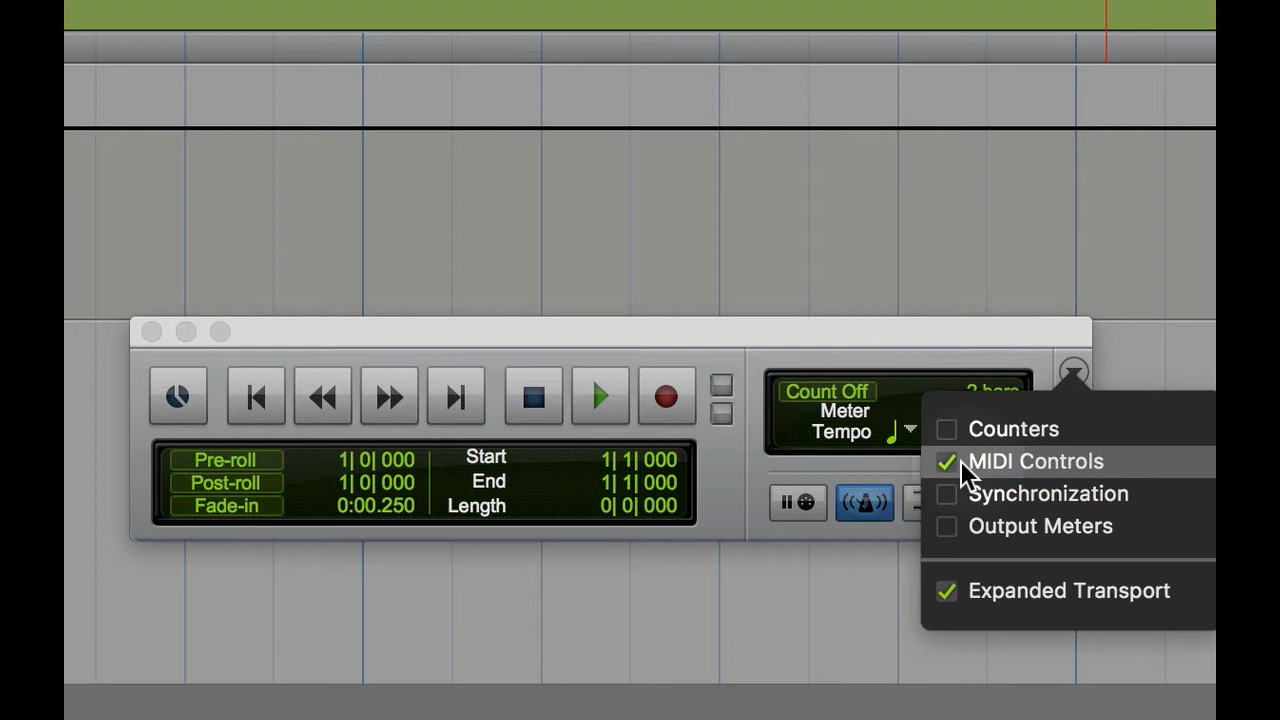 Count Off 2 bars
Meter
Tempo
Pre-roll 1| 0| 000
Post-roll 1| 0| 000
Fade-in 0:00.250
Start 1| 1| 000
End 1| 1| 000
Length 0| 0| 000
Counters
MIDI Controls
Synchronization
Output Meters
Expanded Transport